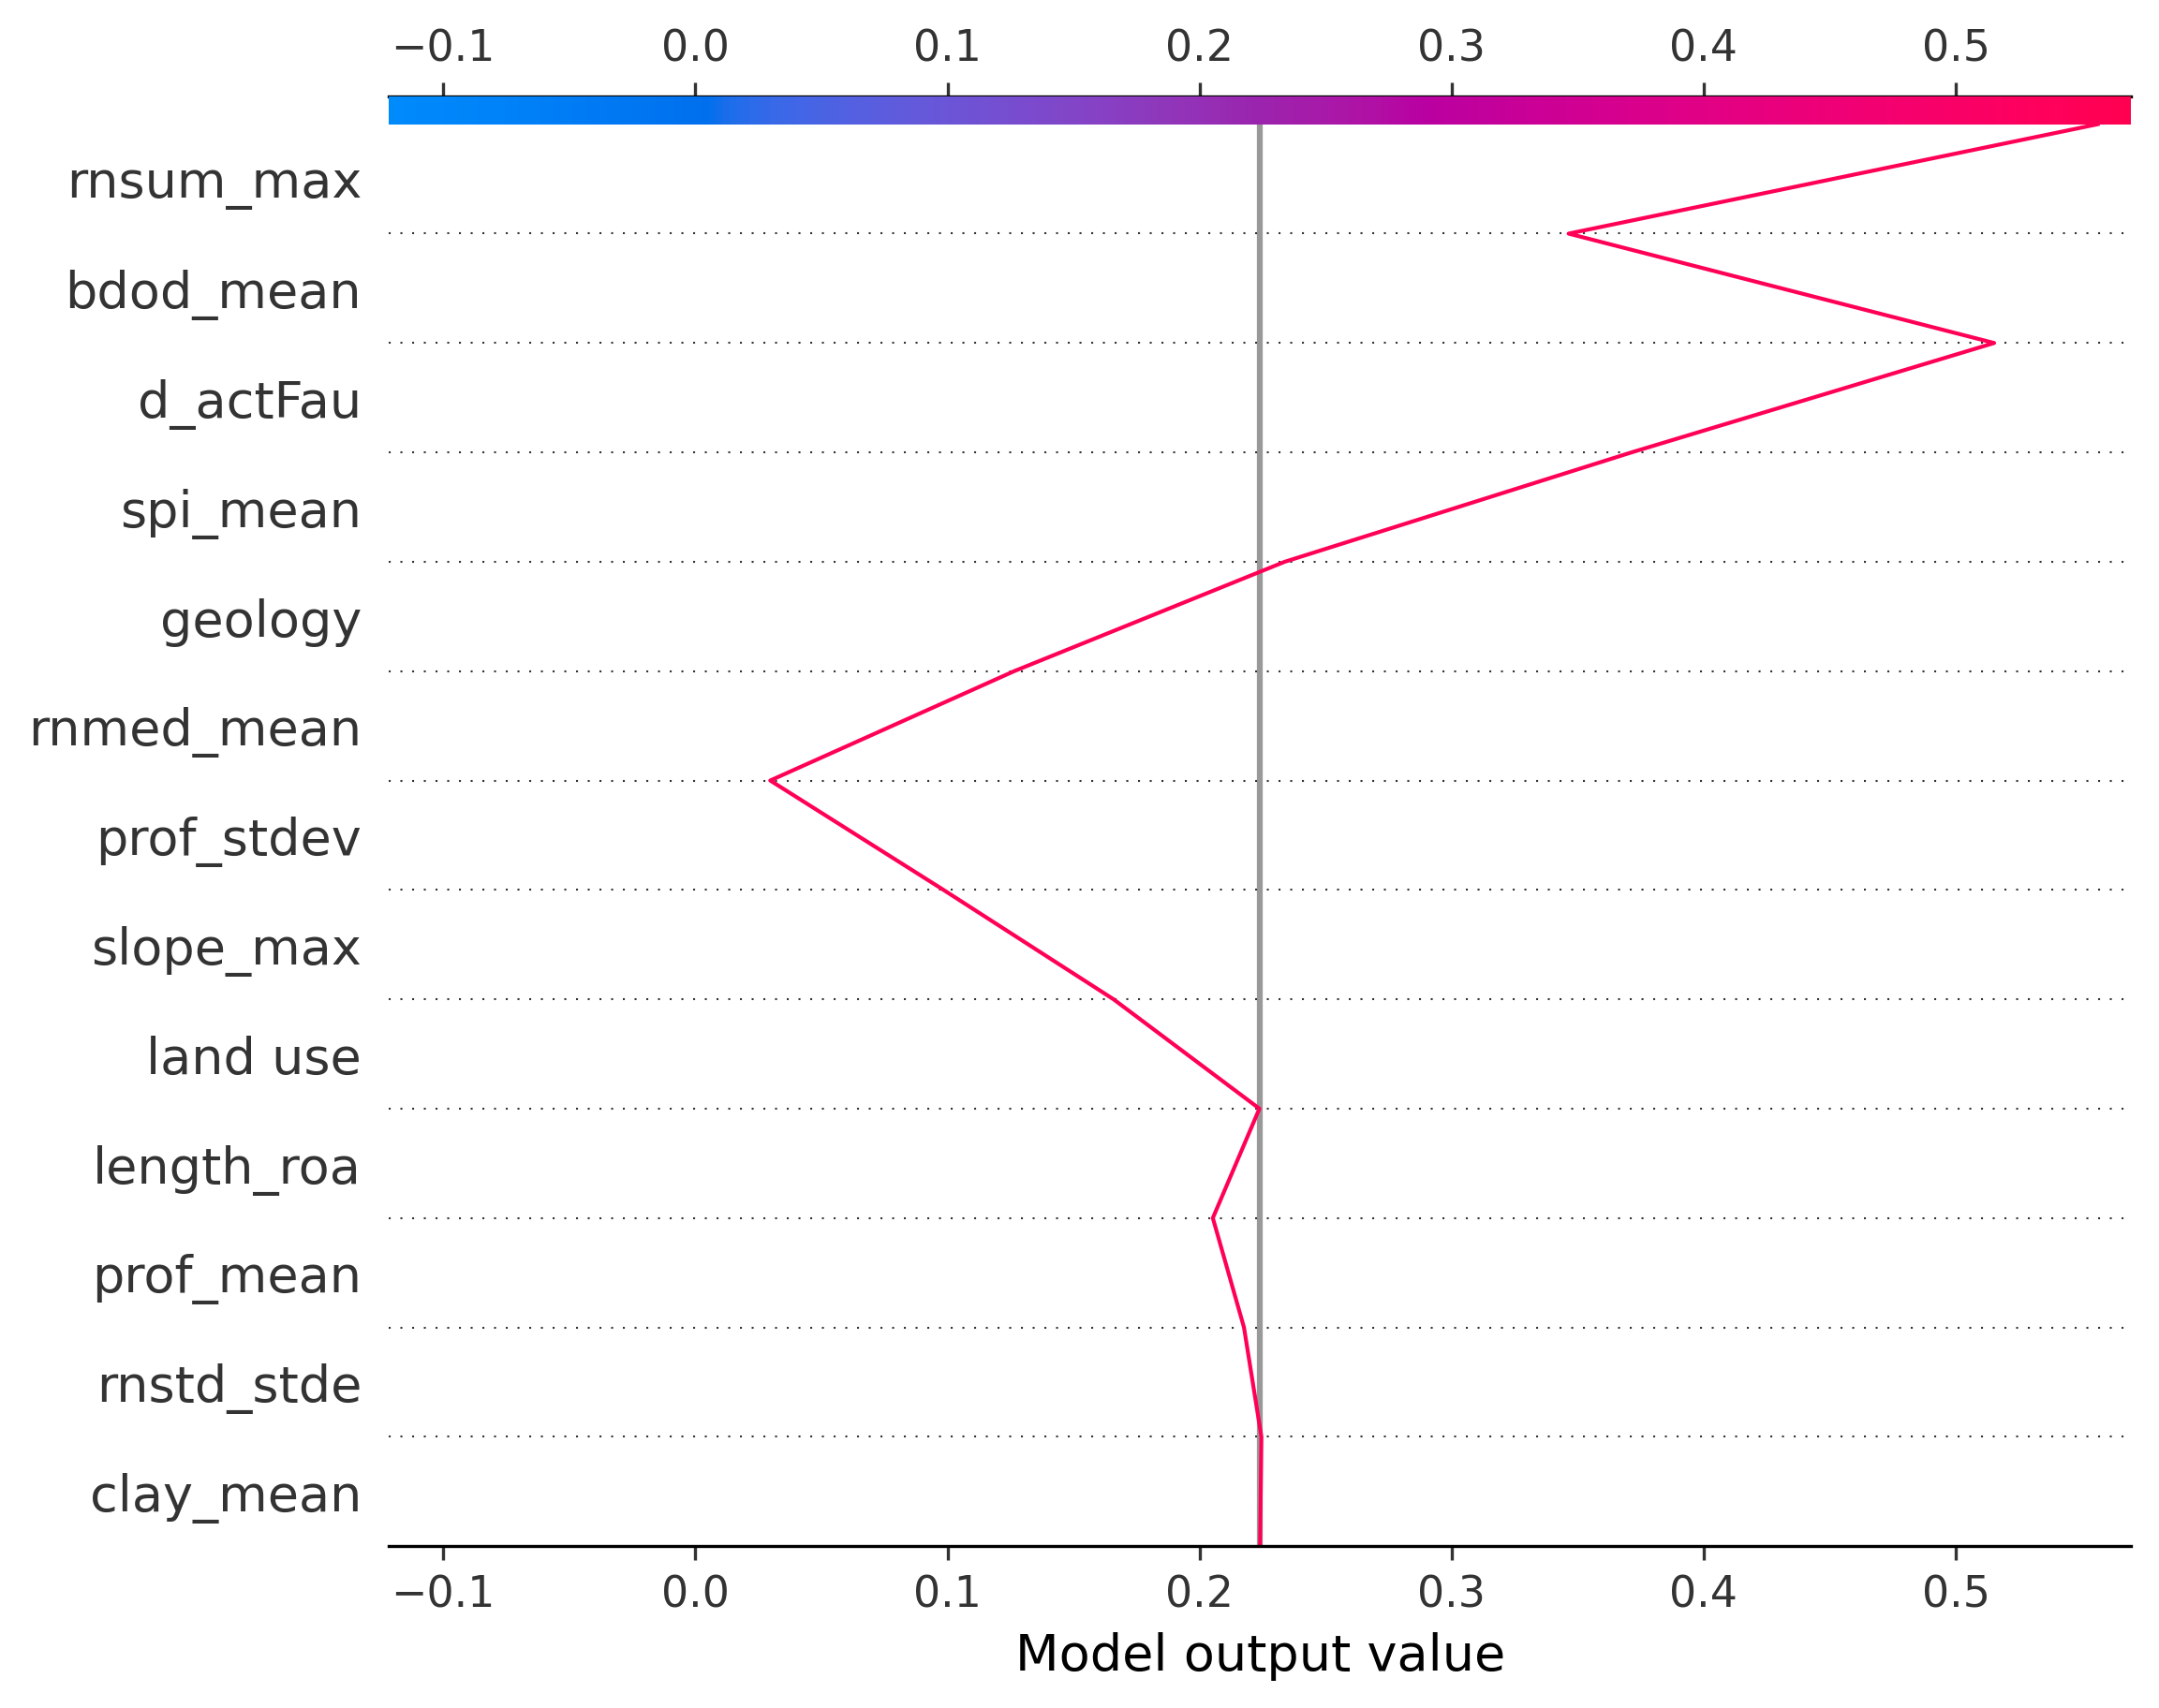 −0.1 0.0 0.1 0.2 0.3 0.4 0.5
rnsum_max
bdod_mean
d_actFau
spi_mean
geology
rnmed_mean
prof_stdev
slope_max
land use
length_roa
prof_mean
rnstd_stde
clay_mean
−0.1 0.0 0.1 0.2 0.3 0.4 0.5
Model output value